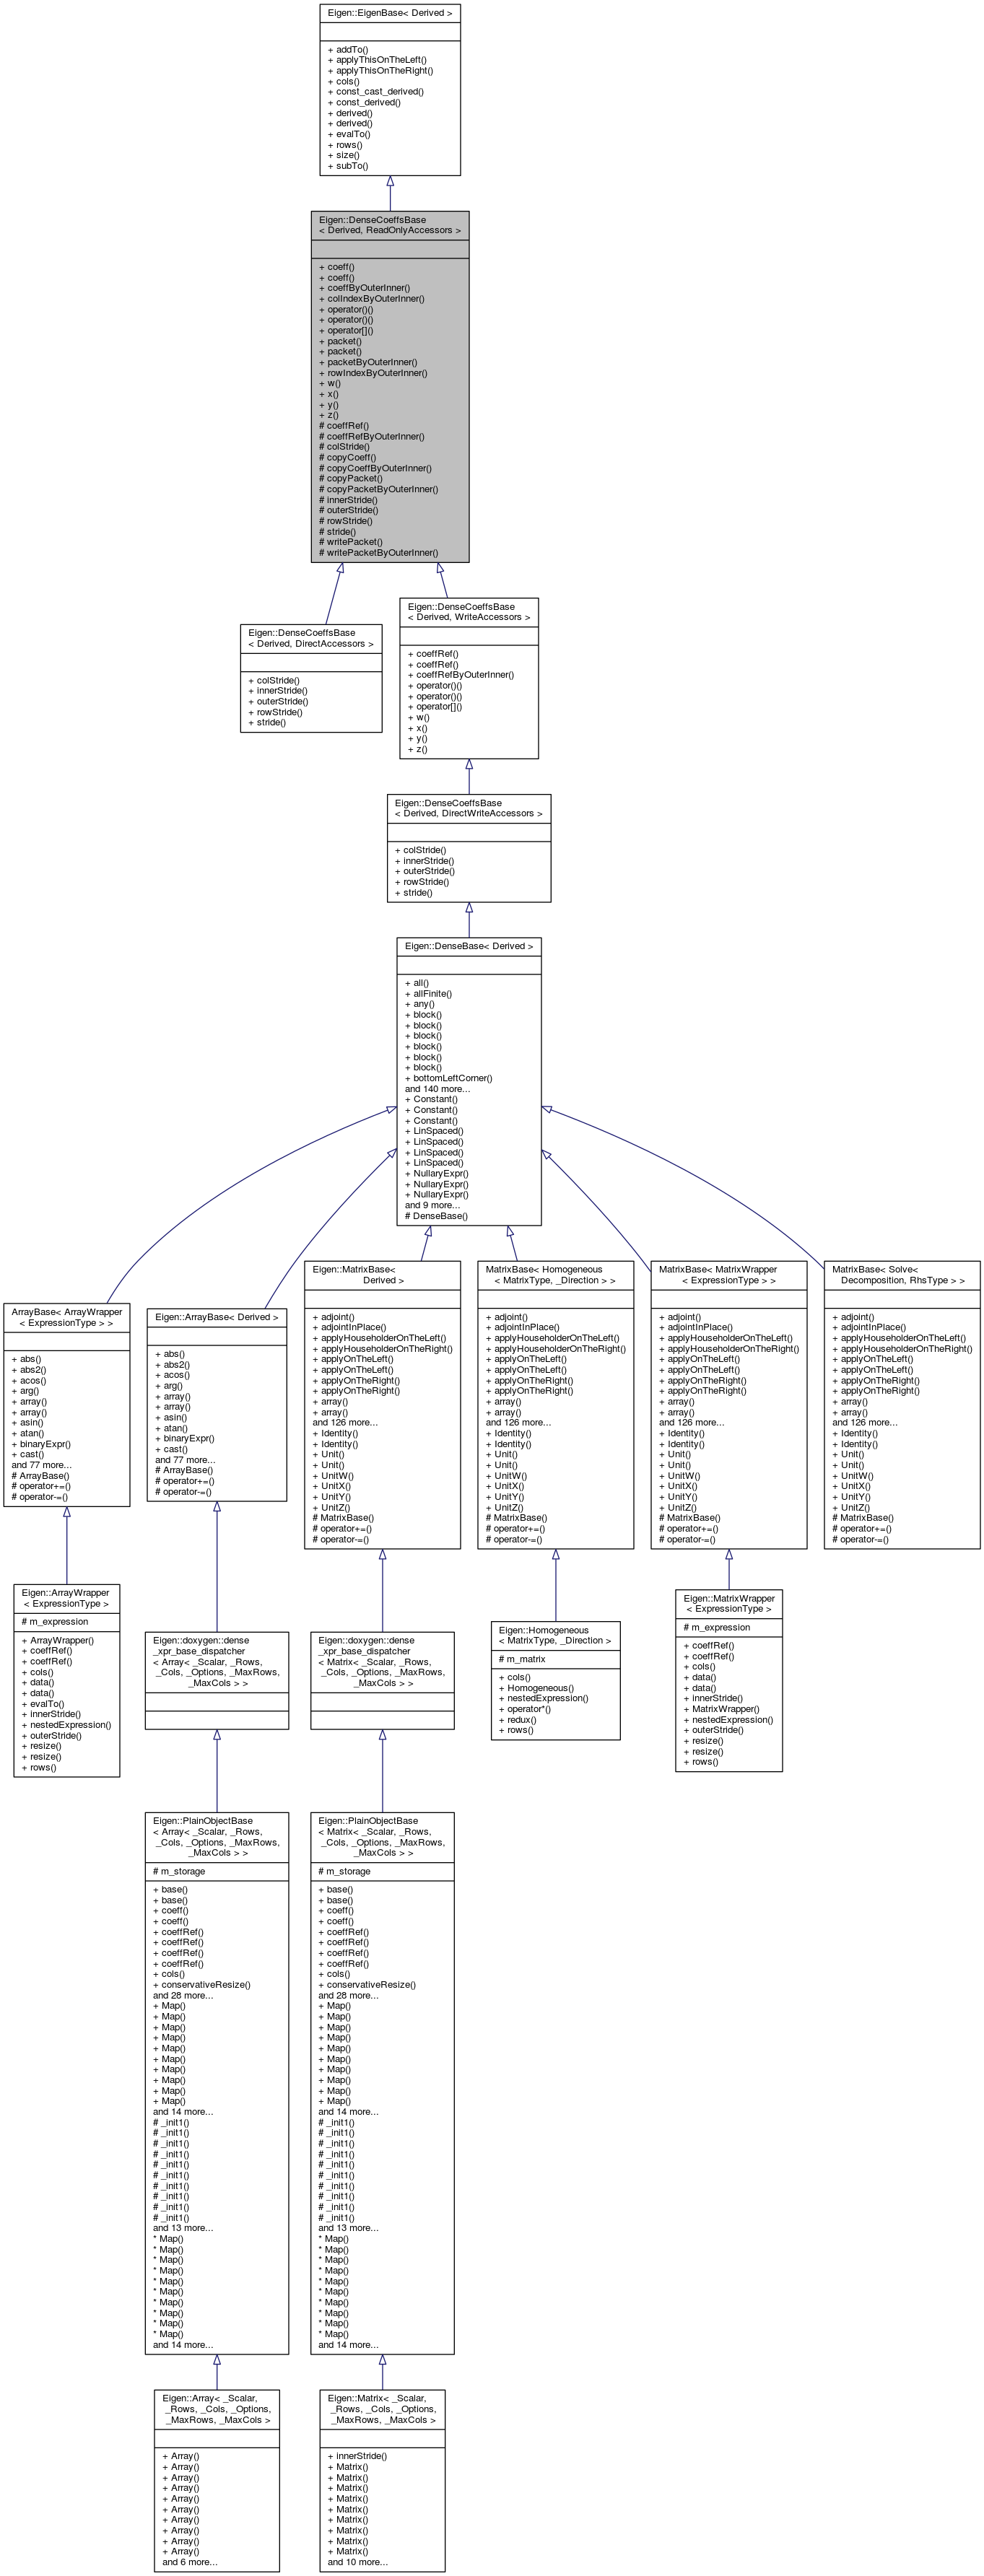 Eigen::EigenBase< Derived >
+ addTo()
+ applyThisOnTheLeft()
+ applyThisOnTheRight()
+ cols()
+ const_cast_derived()
+ const_derived()
+ derived()
+ derived()
+ evalTo()
+ rows()
+ size()
+ subTo()
Eigen::DenseCoeffsBase
< Derived, ReadOnlyAccessors >
+ coeff()
+ coeff()
+ coeffByOuterInner()
+ colIndexByOuterInner()
+ operator()()
+ operator()()
+ operator[]()
+ packet()
+ packet()
+ packetByOuterInner()
+ rowIndexByOuterInner()
+ w()
+ x()
+ y()
+ z()
# coeffRef()
# coeffRefByOuterInner()
# colStride()
# copyCoeff()
# copyCoeffByOuterInner()
# copyPacket()
# copyPacketByOuterInner()
# innerStride()
# outerStride()
# rowStride()
# stride()
# writePacket()
# writePacketByOuterInner()
Eigen::DenseCoeffsBase
< Derived, DirectAccessors >
+ colStride()
+ innerStride()
+ outerStride()
+ rowStride()
+ stride()
Eigen::DenseCoeffsBase
< Derived, WriteAccessors >
+ coeffRef()
+ coeffRef()
+ coeffRefByOuterInner()
+ operator()()
+ operator()()
+ operator[]()
+ w()
+ x()
+ y()
+ z()
Eigen::DenseCoeffsBase
< Derived, DirectWriteAccessors >
+ colStride()
+ innerStride()
+ outerStride()
+ rowStride()
+ stride()
Eigen::DenseBase< Derived >
+ all()
+ allFinite()
+ any()
+ block()
+ block()
+ block()
+ block()
+ block()
+ block()
+ bottomLeftCorner()
and 140 more...
+ Constant()
+ Constant()
+ Constant()
+ LinSpaced()
+ LinSpaced()
+ LinSpaced()
+ LinSpaced()
+ NullaryExpr()
+ NullaryExpr()
+ NullaryExpr()
and 9 more...
# DenseBase()
ArrayBase< ArrayWrapper
< ExpressionType > >
+ abs()
+ abs2()
+ acos()
+ arg()
+ array()
+ array()
+ asin()
+ atan()
+ binaryExpr()
+ cast()
and 77 more...
# ArrayBase()
# operator+=()
# operator-=()
Eigen::ArrayBase< Derived >
+ abs()
+ abs2()
+ acos()
+ arg()
+ array()
+ array()
+ asin()
+ atan()
+ binaryExpr()
+ cast()
and 77 more...
# ArrayBase()
# operator+=()
# operator-=()
Eigen::MatrixBase<
Derived >
+ adjoint()
+ adjointInPlace()
+ applyHouseholderOnTheLeft()
+ applyHouseholderOnTheRight()
+ applyOnTheLeft()
+ applyOnTheLeft()
+ applyOnTheRight()
+ applyOnTheRight()
+ array()
+ array()
and 126 more...
+ Identity()
+ Identity()
+ Unit()
+ Unit()
+ UnitW()
+ UnitX()
+ UnitY()
+ UnitZ()
# MatrixBase()
# operator+=()
# operator-=()
MatrixBase< Homogeneous
< MatrixType, _Direction > >
+ adjoint()
+ adjointInPlace()
+ applyHouseholderOnTheLeft()
+ applyHouseholderOnTheRight()
+ applyOnTheLeft()
+ applyOnTheLeft()
+ applyOnTheRight()
+ applyOnTheRight()
+ array()
+ array()
and 126 more...
+ Identity()
+ Identity()
+ Unit()
+ Unit()
+ UnitW()
+ UnitX()
+ UnitY()
+ UnitZ()
# MatrixBase()
# operator+=()
# operator-=()
MatrixBase< MatrixWrapper
< ExpressionType > >
+ adjoint()
+ adjointInPlace()
+ applyHouseholderOnTheLeft()
+ applyHouseholderOnTheRight()
+ applyOnTheLeft()
+ applyOnTheLeft()
+ applyOnTheRight()
+ applyOnTheRight()
+ array()
+ array()
and 126 more...
+ Identity()
+ Identity()
+ Unit()
+ Unit()
+ UnitW()
+ UnitX()
+ UnitY()
+ UnitZ()
# MatrixBase()
# operator+=()
# operator-=()
MatrixBase< Solve<
Decomposition, RhsType > >
+ adjoint()
+ adjointInPlace()
+ applyHouseholderOnTheLeft()
+ applyHouseholderOnTheRight()
+ applyOnTheLeft()
+ applyOnTheLeft()
+ applyOnTheRight()
+ applyOnTheRight()
+ array()
+ array()
and 126 more...
+ Identity()
+ Identity()
+ Unit()
+ Unit()
+ UnitW()
+ UnitX()
+ UnitY()
+ UnitZ()
# MatrixBase()
# operator+=()
# operator-=()
Eigen::ArrayWrapper
< ExpressionType >
# m_expression
+ ArrayWrapper()
+ coeffRef()
+ coeffRef()
+ cols()
+ data()
+ data()
+ evalTo()
+ innerStride()
+ nestedExpression()
+ outerStride()
+ resize()
+ resize()
+ rows()
Eigen::doxygen::dense
_xpr_base_dispatcher
< Array< _Scalar, _Rows,
_Cols, _Options, _MaxRows,
_MaxCols > >
Eigen::doxygen::dense
_xpr_base_dispatcher
< Matrix< _Scalar, _Rows,
_Cols, _Options, _MaxRows,
_MaxCols > >
Eigen::Homogeneous
< MatrixType, _Direction >
# m_matrix
+ cols()
+ Homogeneous()
+ nestedExpression()
+ operator*()
+ redux()
+ rows()
Eigen::MatrixWrapper
< ExpressionType >
# m_expression
+ coeffRef()
+ coeffRef()
+ cols()
+ data()
+ data()
+ innerStride()
+ MatrixWrapper()
+ nestedExpression()
+ outerStride()
+ resize()
+ resize()
+ rows()
Eigen::PlainObjectBase
< Array< _Scalar, _Rows,
_Cols, _Options, _MaxRows,
_MaxCols > >
# m_storage
+ base()
+ base()
+ coeff()
+ coeff()
+ coeffRef()
+ coeffRef()
+ coeffRef()
+ coeffRef()
+ cols()
+ conservativeResize()
and 28 more...
+ Map()
+ Map()
+ Map()
+ Map()
+ Map()
+ Map()
+ Map()
+ Map()
+ Map()
+ Map()
and 14 more...
# _init1()
# _init1()
# _init1()
# _init1()
# _init1()
# _init1()
# _init1()
# _init1()
# _init1()
# _init1()
and 13 more...
* Map()
* Map()
* Map()
* Map()
* Map()
* Map()
* Map()
* Map()
* Map()
* Map()
and 14 more...
Eigen::PlainObjectBase
< Matrix< _Scalar, _Rows,
_Cols, _Options, _MaxRows,
_MaxCols > >
# m_storage
+ base()
+ base()
+ coeff()
+ coeff()
+ coeffRef()
+ coeffRef()
+ coeffRef()
+ coeffRef()
+ cols()
+ conservativeResize()
and 28 more...
+ Map()
+ Map()
+ Map()
+ Map()
+ Map()
+ Map()
+ Map()
+ Map()
+ Map()
+ Map()
and 14 more...
# _init1()
# _init1()
# _init1()
# _init1()
# _init1()
# _init1()
# _init1()
# _init1()
# _init1()
# _init1()
and 13 more...
* Map()
* Map()
* Map()
* Map()
* Map()
* Map()
* Map()
* Map()
* Map()
* Map()
and 14 more...
Eigen::Array< _Scalar,
_Rows, _Cols, _Options,
_MaxRows, _MaxCols >
+ Array()
+ Array()
+ Array()
+ Array()
+ Array()
+ Array()
+ Array()
+ Array()
+ Array()
+ Array()
and 6 more...
Eigen::Matrix< _Scalar,
_Rows, _Cols, _Options,
_MaxRows, _MaxCols >
+ innerStride()
+ Matrix()
+ Matrix()
+ Matrix()
+ Matrix()
+ Matrix()
+ Matrix()
+ Matrix()
+ Matrix()
+ Matrix()
and 10 more...